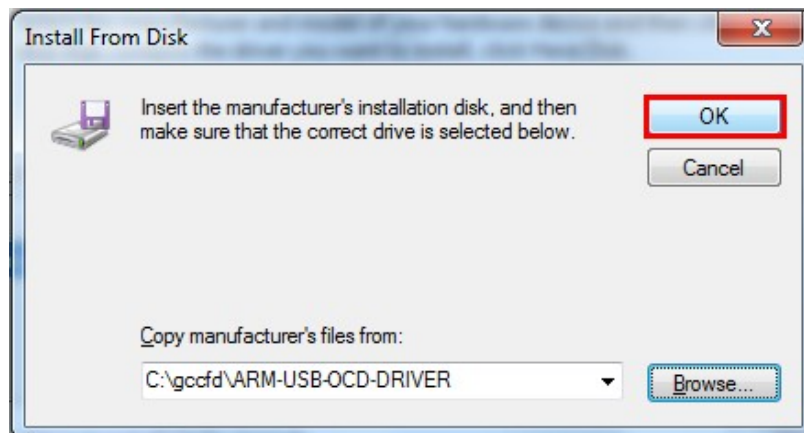 Install From Disk
Insert the manufacturer's installation disk, and then
make sure that the correct drive is selected below.
OK
Cancel
Copy manufacturer's files from:
C:\gccfd\ARM-USB-OCD-DRIVER
Browse...